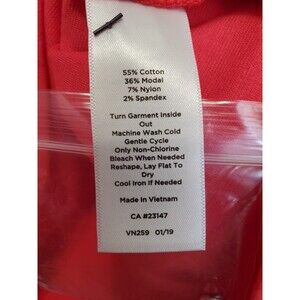 55% Cotton
36% Modal
7% Nylon
2% Spandex
Turn Garment Inside
Out
Machine Wash Cold
Gentle Cycle
Only Non-Chlorine
Bleach When Needed
Reshape, Lay Flat To
Dry
Cool Iron If Needed
Made in Vietnam
CA #23147
VN259 01/19